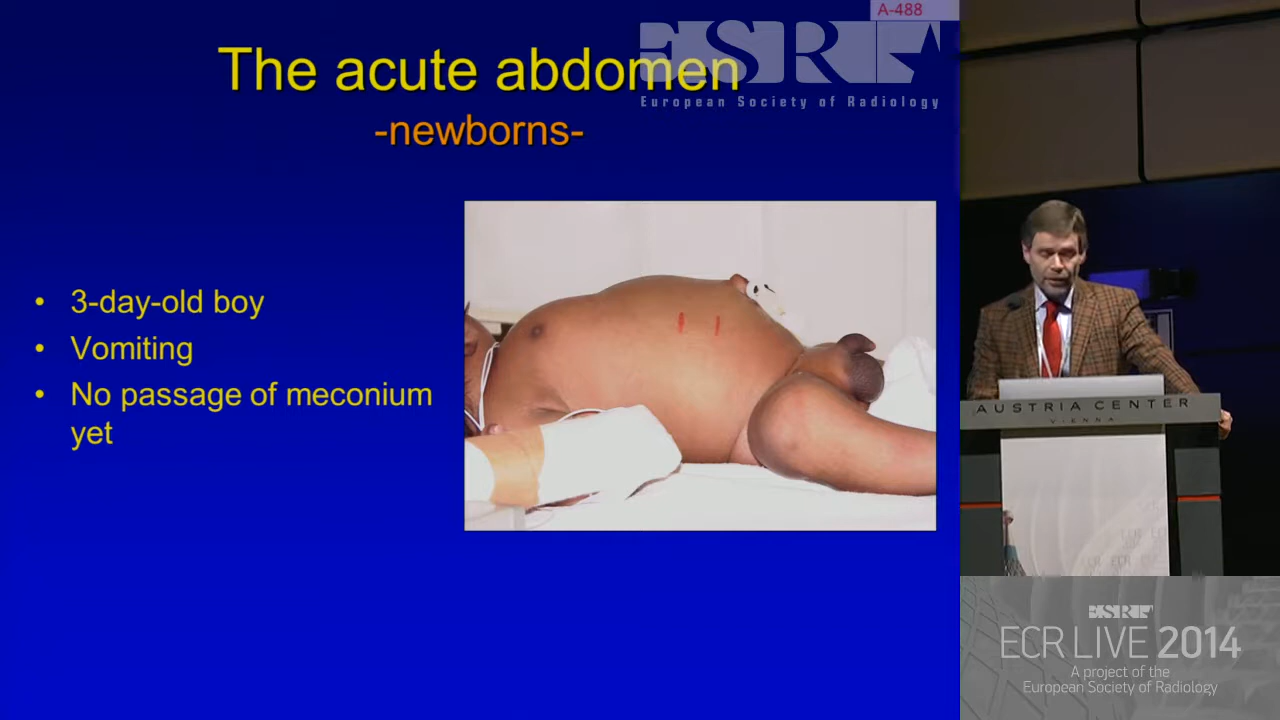 A-488
The acute abdomen
ESR
European Society of Radiology
-newborns-
• 3-day-old boy
• Vomiting
• No passage of meconium
yet
AUSTRIA CENTER
VIENNA
ESR
ECR LIVE 2014
A project of the
European Society of Radiology